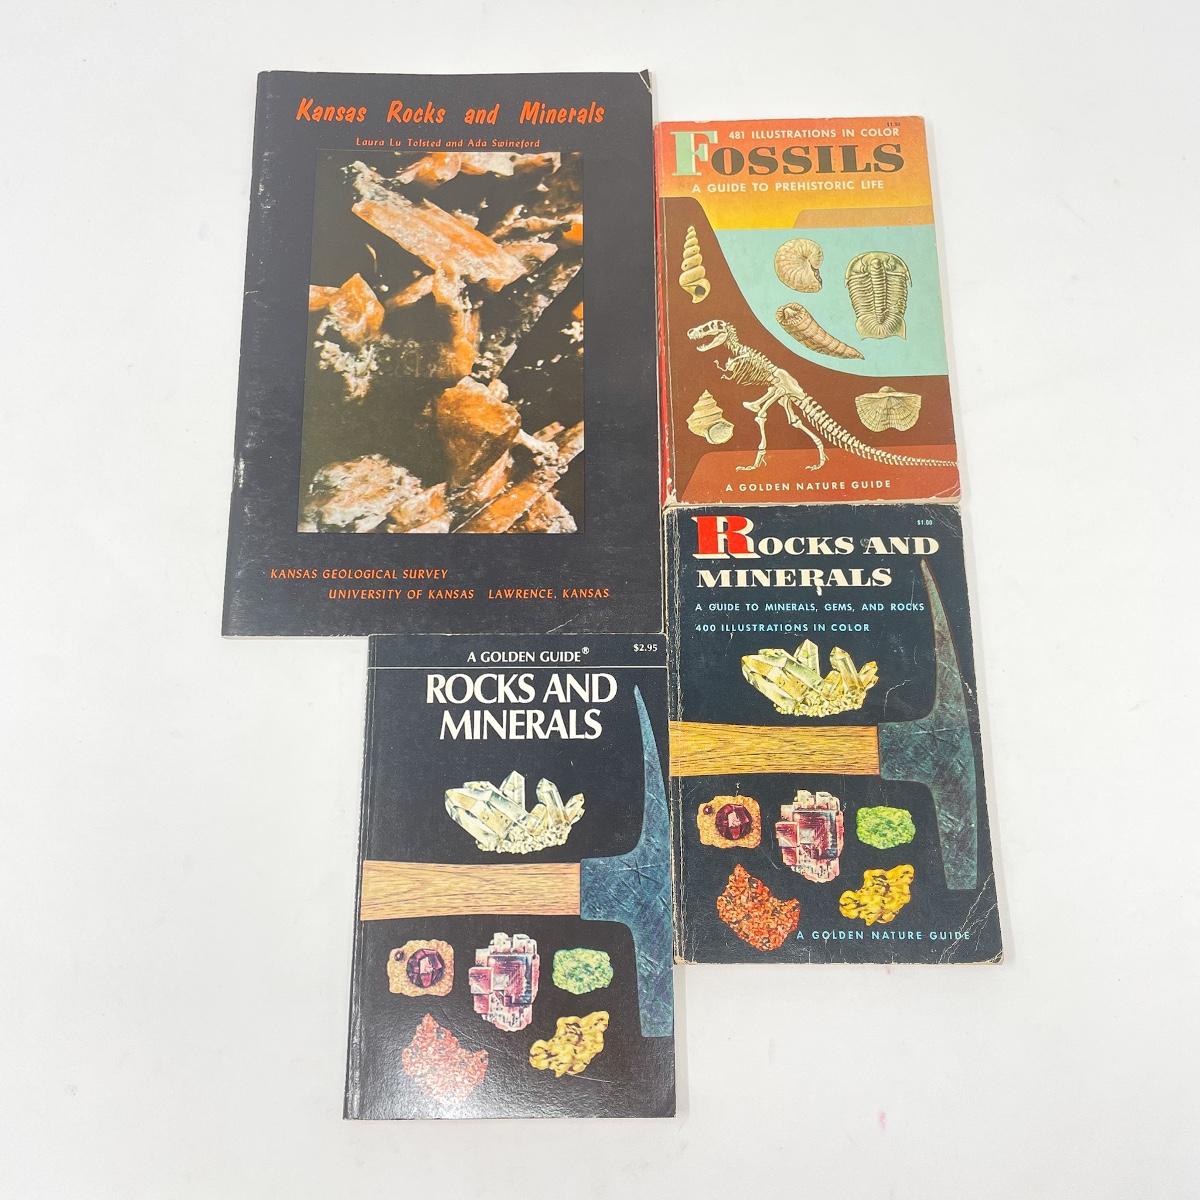 Kansas Rocks and Minerals
Laura Lu Tolsted and Ada Swineford
KANSAS GEOLOGICAL SURVEY
UNIVERSITY OF KANSAS LAWRENCE, KANSAS
481 ILLUSTRATIONS IN COLOR
FOSSILS
A GUIDE TO PREHISTORIC LIFE
A GOLDEN NATURE GUIDE
$1.00
ROCKS AND
MINERALS
A GUIDE TO MINERALS, GEMS, AND ROCKS
400 ILLUSTRATIONS IN COLOR
A GOLDEN NATURE GUIDE
A GOLDEN GUIDE®
$2.95
ROCKS AND
MINERALS